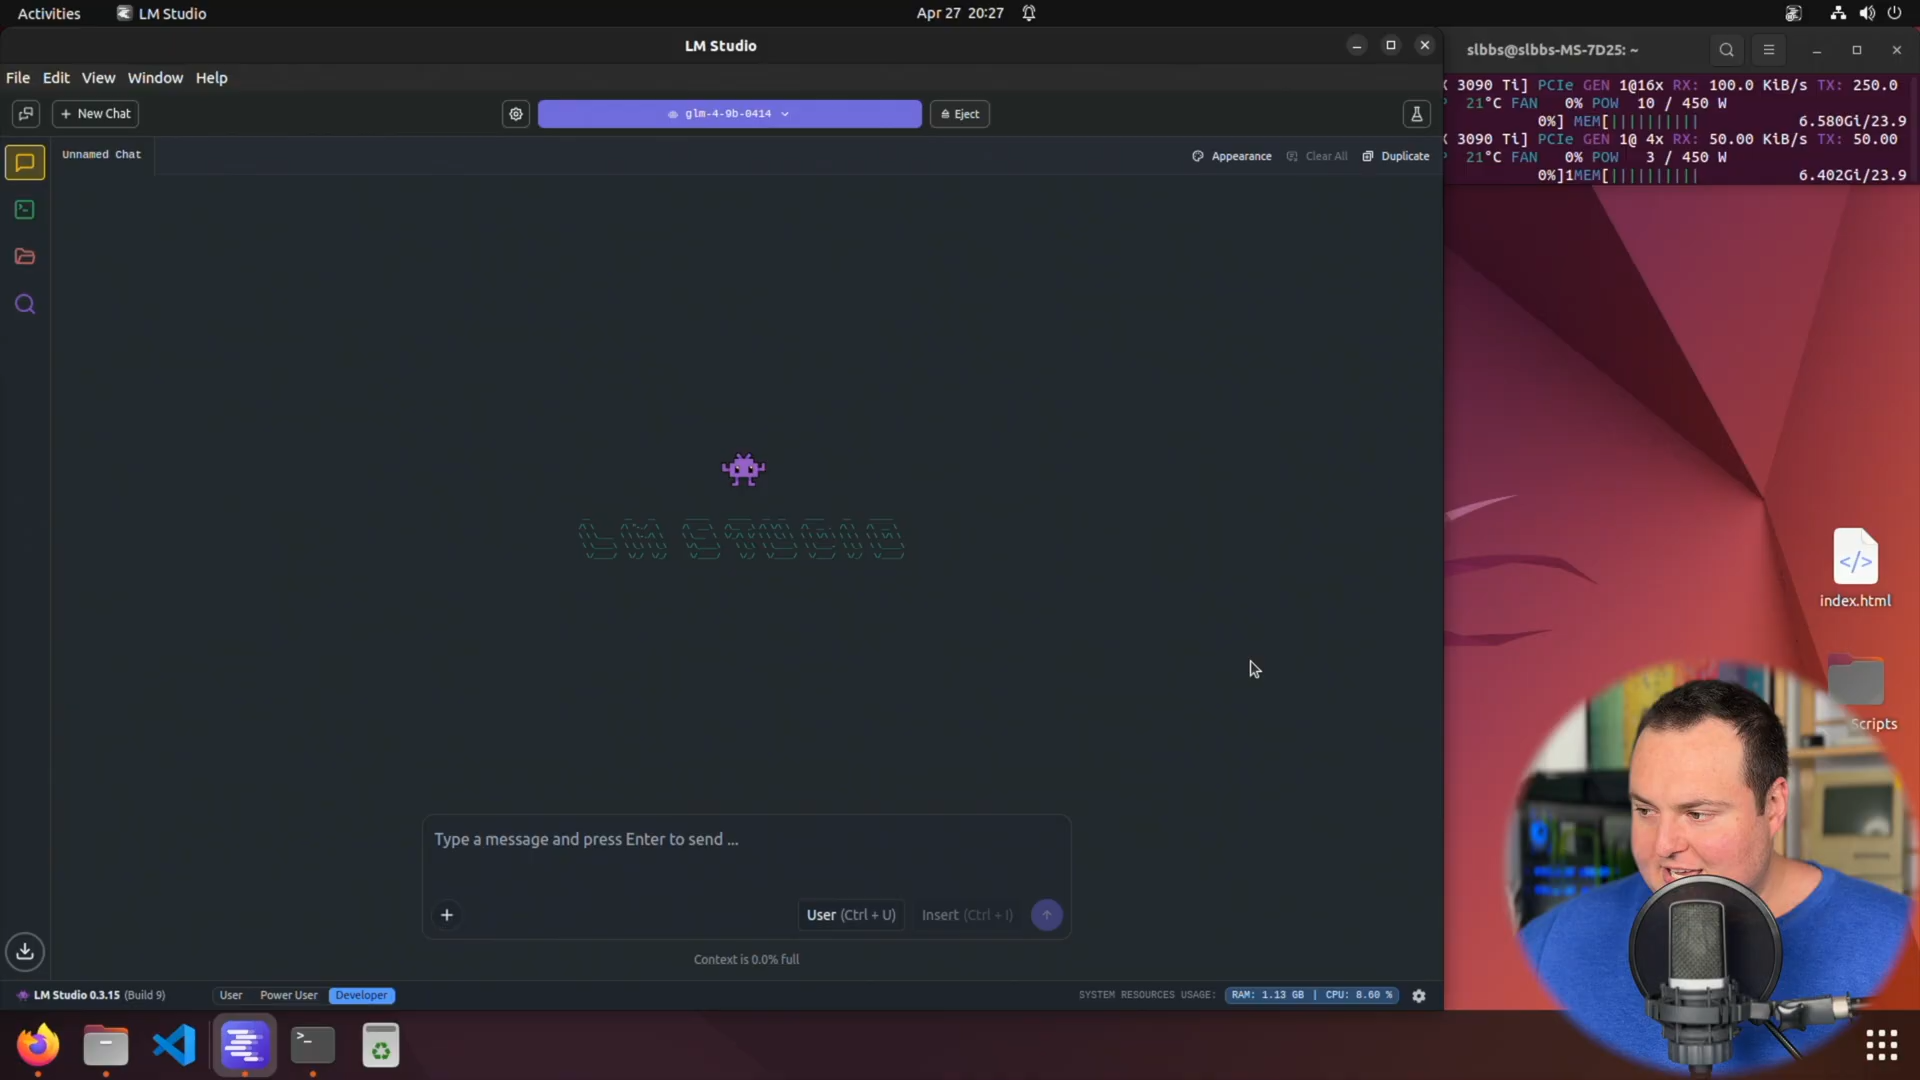 Activities
LM Studio
Apr 27 20:27
LM Studio
File Edit View Window Help
+ New Chat
glm-4-9b-0414
Eject
Unnamed Chat
Appearance
Clear All
Duplicate
LM STUDIO
Type a message and press Enter to send ...
+
User (Ctrl + U)
Insert (Ctrl + I)
Context is 0.0% full
LM Studio 0.3.15 (Build 9)
User
Power User
Developer
SYSTEM RESOURCES USAGE:
RAM: 1.13 GB | CPU: 8.60 %
slbbs@slbbs-MS-7D25: ~
3090 Ti] PCIe GEN 1@16x RX: 100.0 KiB/s TX: 250.0
21°C FAN 0% POW 10 / 450 W
0%] MEM[|||||||||| 6.580Gi/23.9
3090 Ti] PCIe GEN 1@ 4x RX: 50.00 KiB/s TX: 50.00
21°C FAN 0% POW 3 / 450 W
0%]1MEM[|||||||||| 6.402Gi/23.9
</>
index.html
Scripts
>_